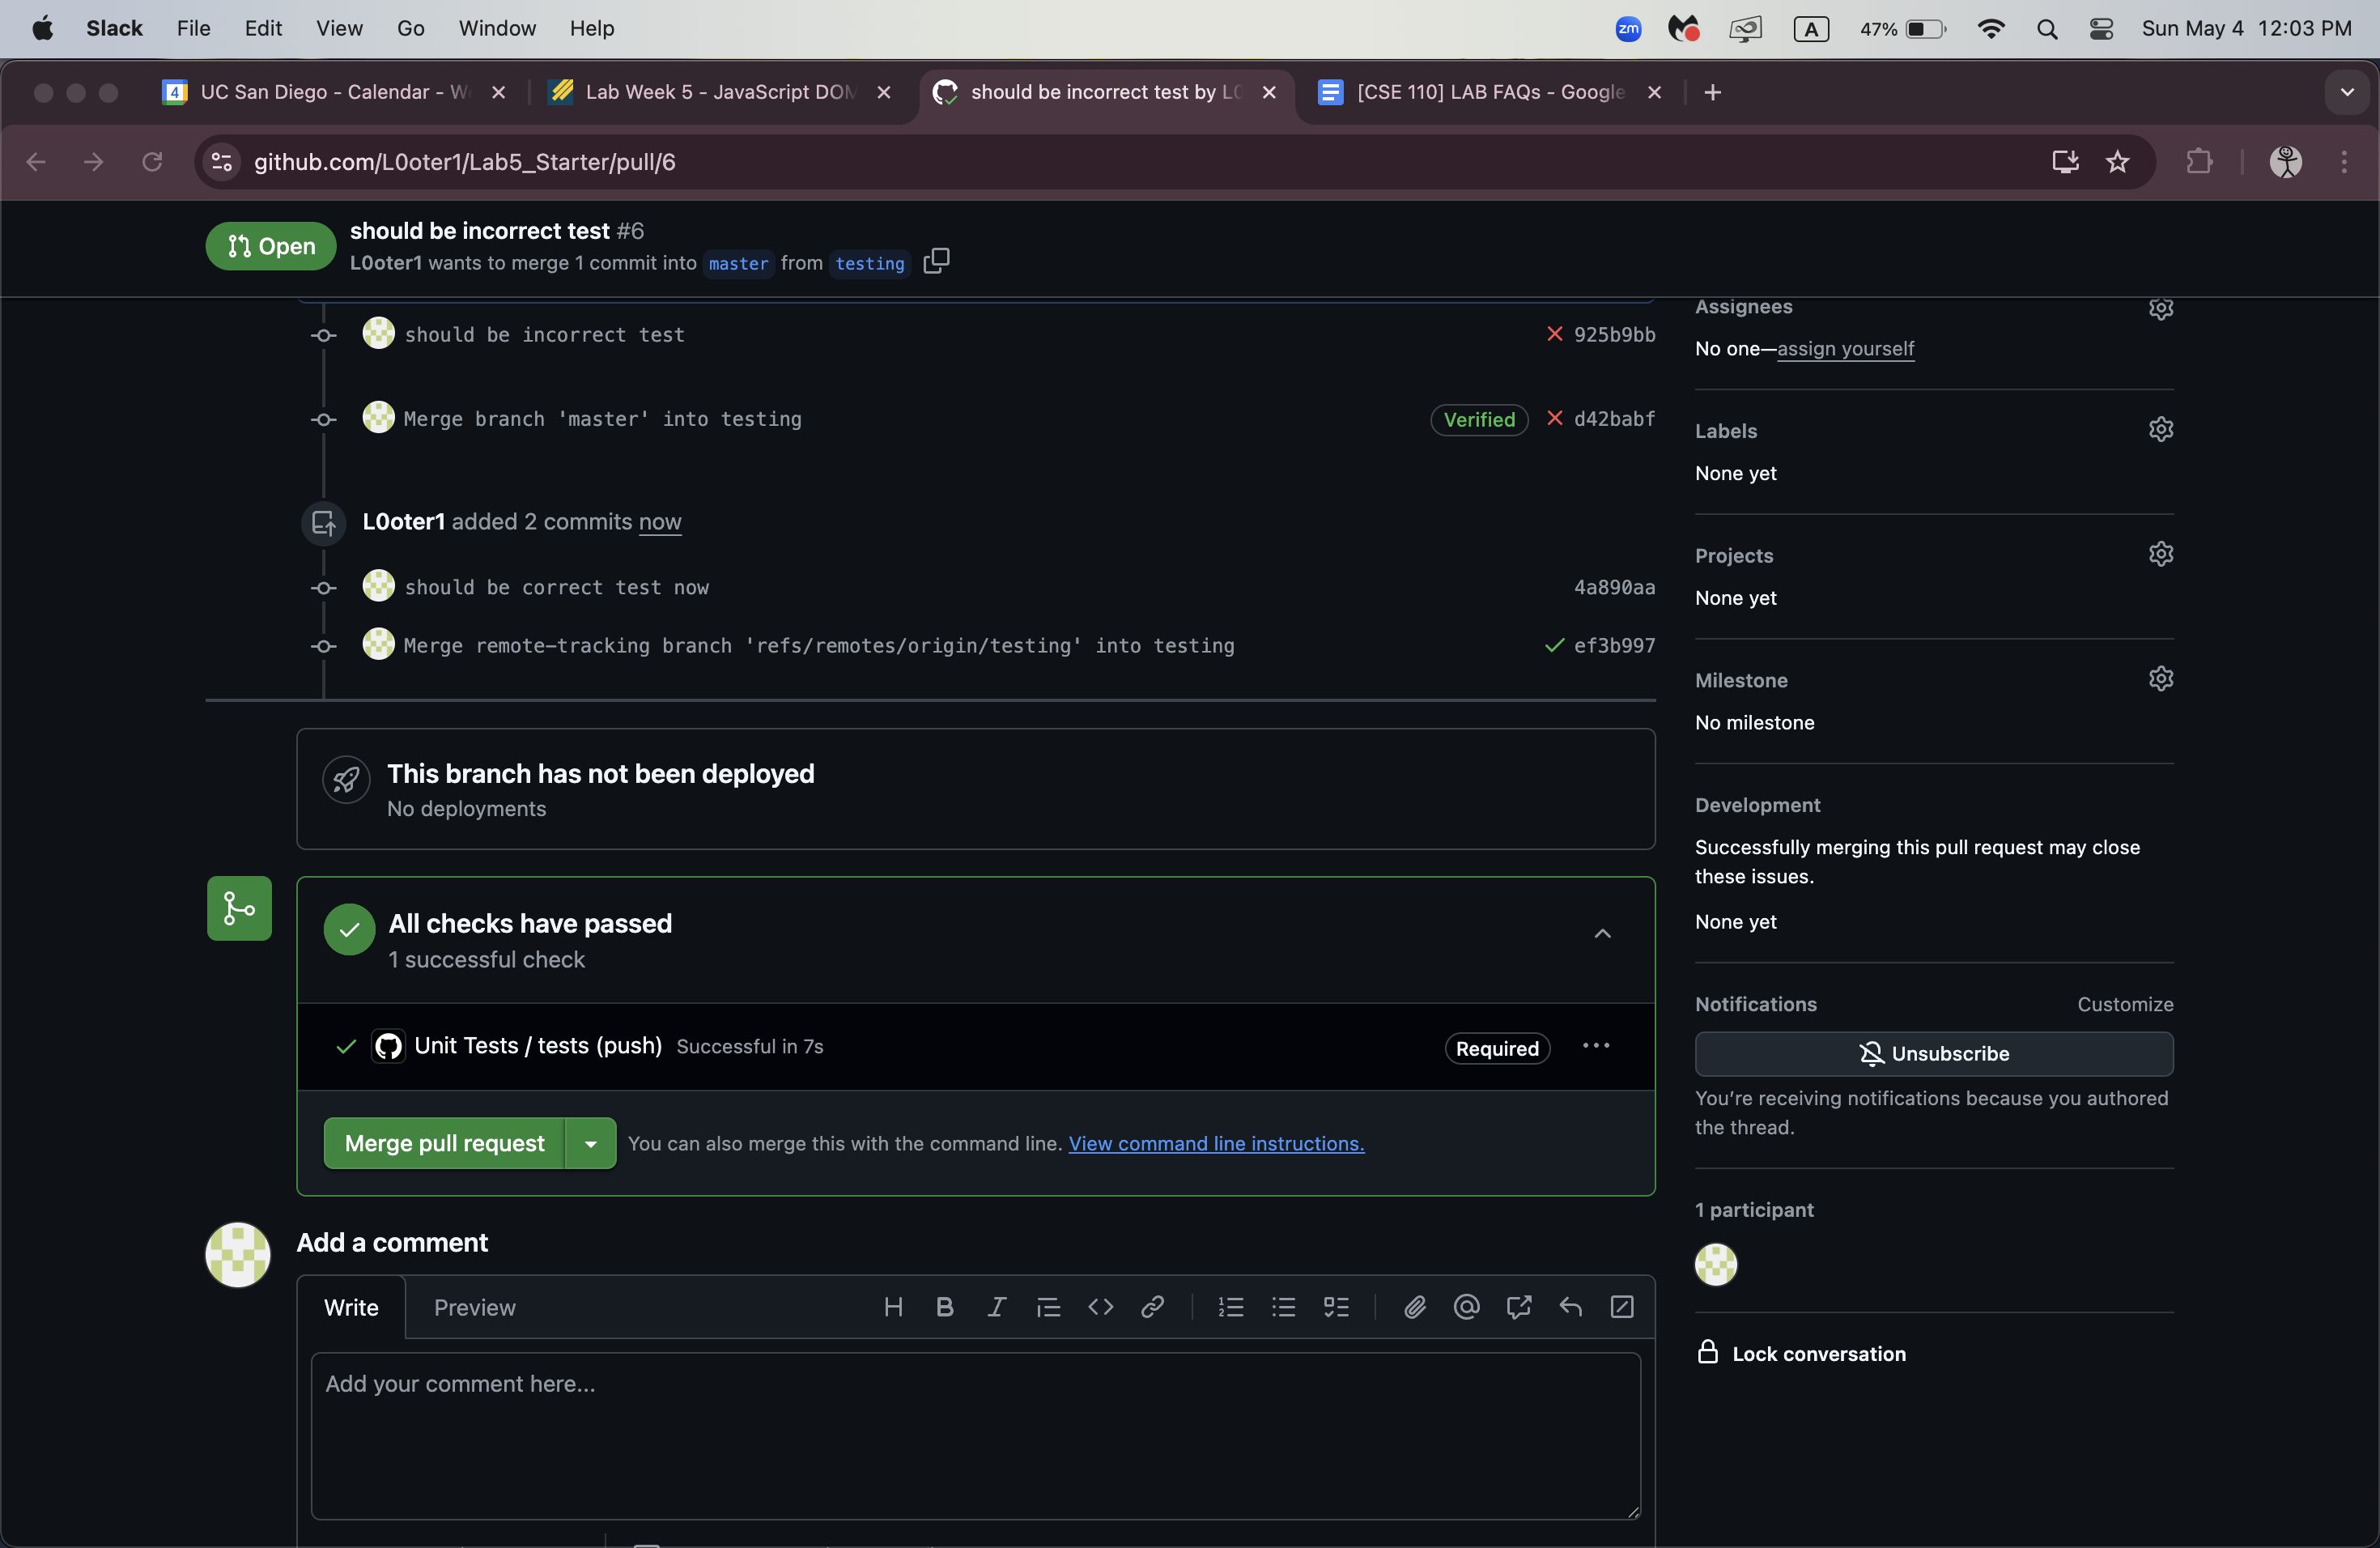 Slack File Edit View Go Window Help zm A 47% Sun May 4 12:03 PM
4 UC San Diego - Calendar - W Lab Week 5 - JavaScript DOM should be incorrect test by L0 [CSE 110] LAB FAQs - Google
github.com/L0oter1/Lab5_Starter/pull/6
Open
should be incorrect test #6
L0oter1 wants to merge 1 commit into master from testing
should be incorrect test 925b9bb
Merge branch 'master' into testing Verified d42babf
L0oter1 added 2 commits now
should be correct test now 4a890aa
Merge remote-tracking branch 'refs/remotes/origin/testing' into testing ef3b997
This branch has not been deployed
No deployments
All checks have passed
1 successful check
Unit Tests / tests (push) Successful in 7s Required
Merge pull request You can also merge this with the command line. View command line instructions.
Add a comment
Write Preview
Add your comment here...
Assignees
No one—assign yourself
Labels
None yet
Projects
None yet
Milestone
No milestone
Development
Successfully merging this pull request may close
these issues.
None yet
Notifications Customize
Unsubscribe
You're receiving notifications because you authored
the thread.
1 participant
Lock conversation